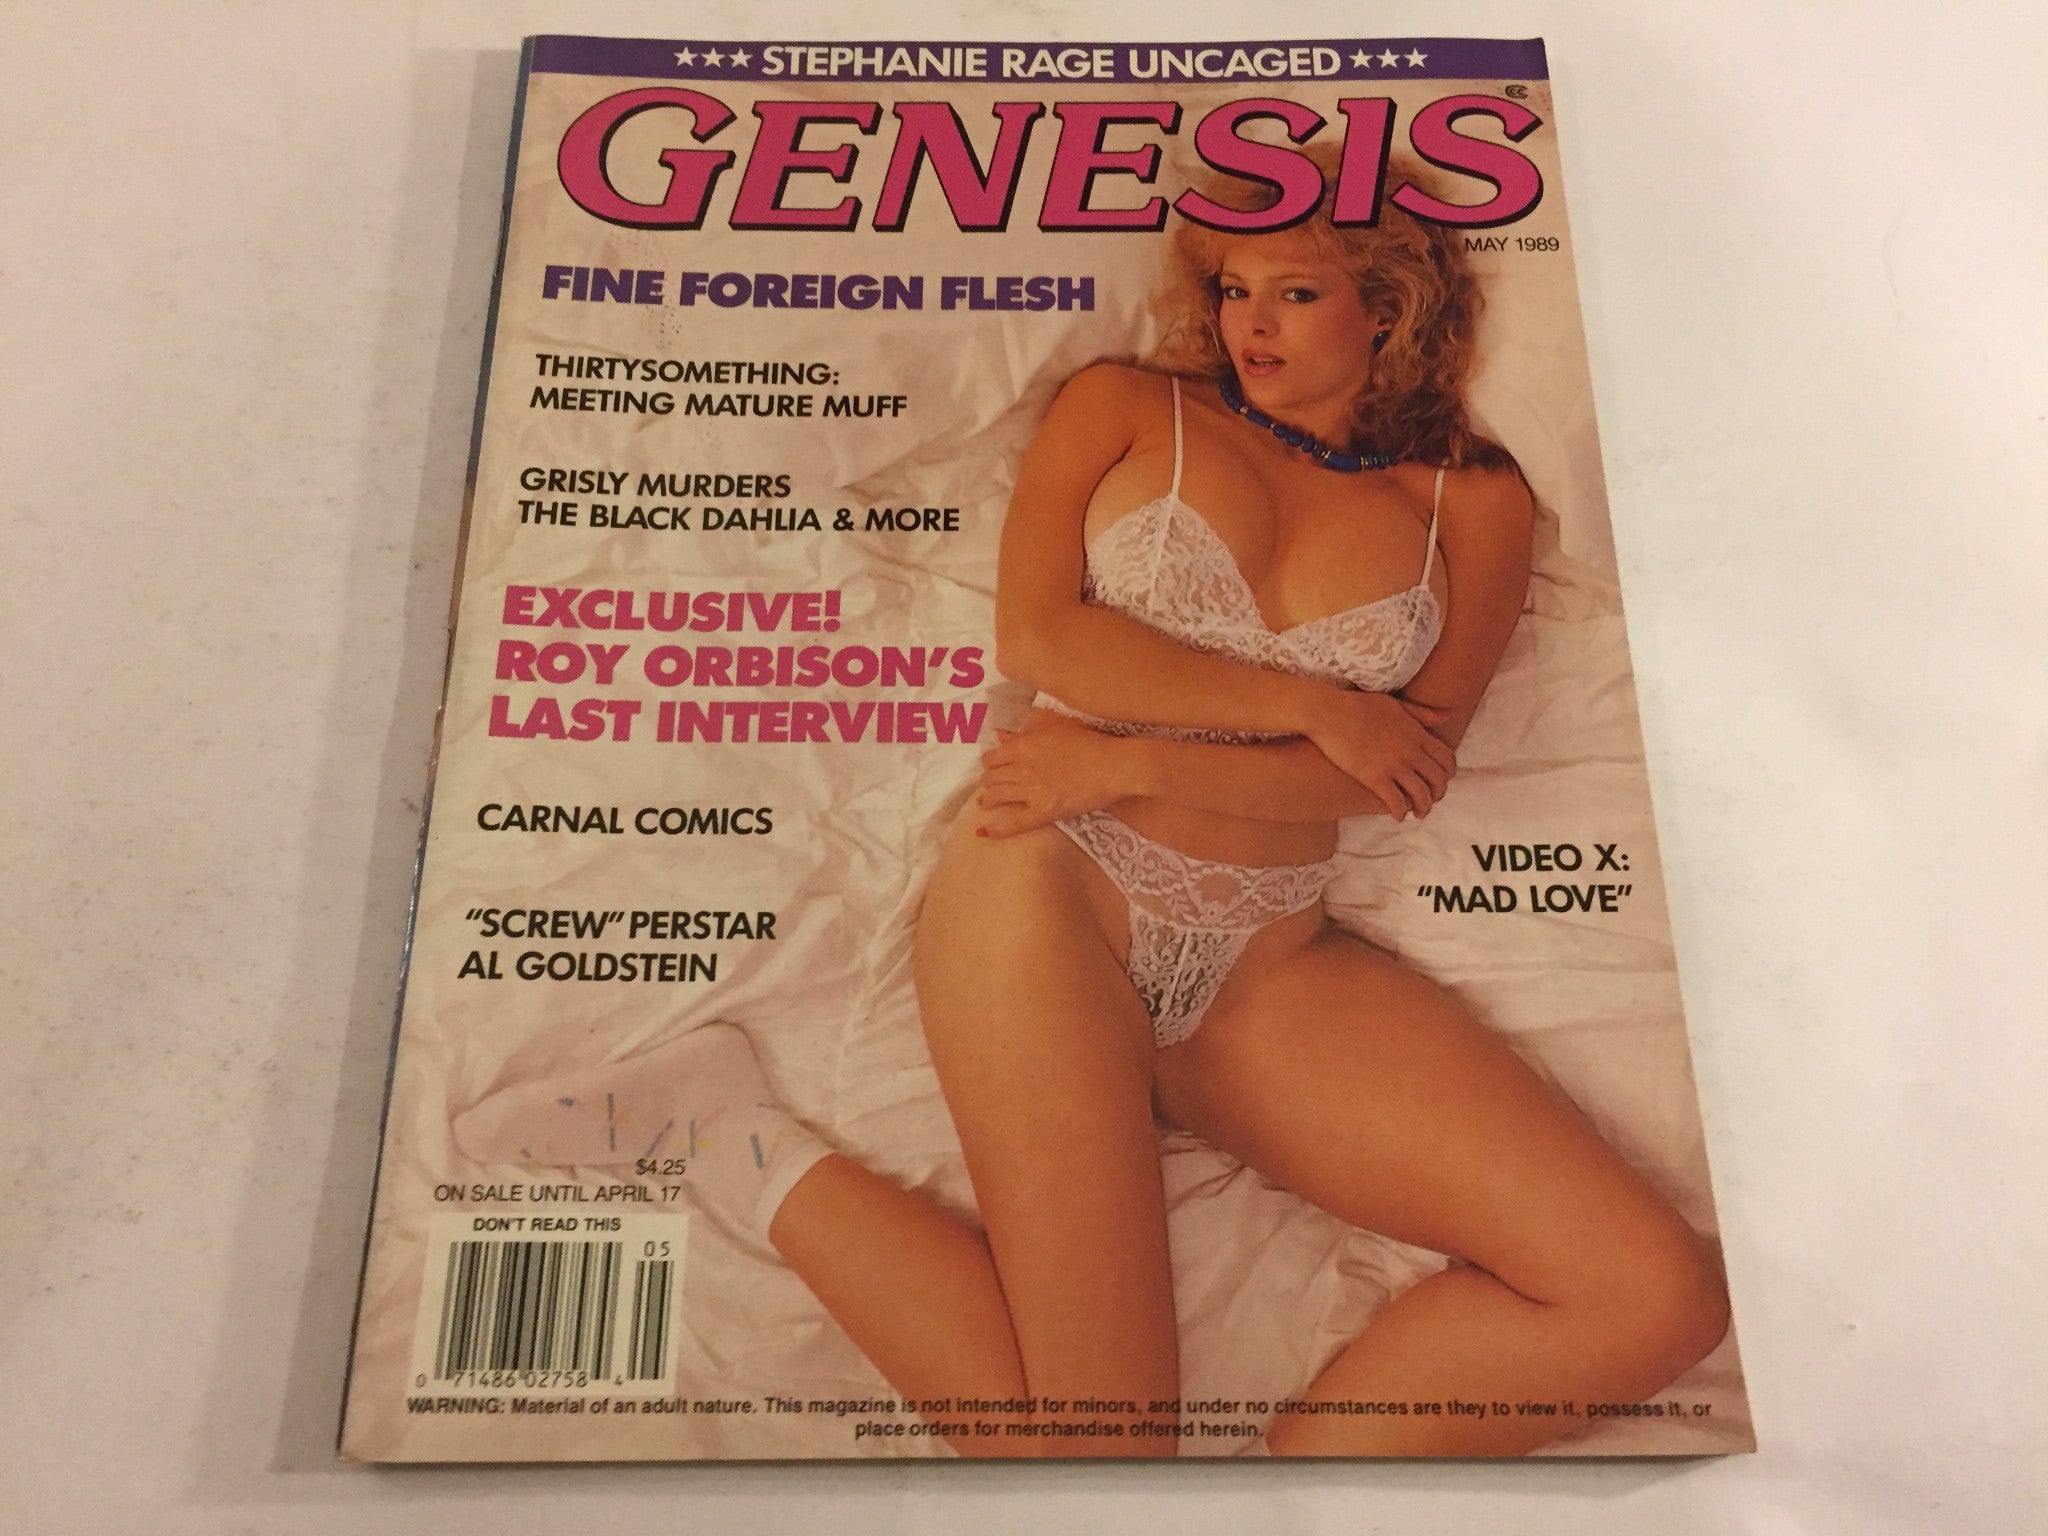 ★★★ STEPHANIE RAGE UNCAGED ★★★
GENESIS
MAY 1989
FINE FOREIGN FLESH
THIRTYSOMETHING:
MEETING MATURE MUFF
GRISLY MURDERS
THE BLACK DAHLIA & MORE
EXCLUSIVE!
ROY ORBISON'S
LAST INTERVIEW
CARNAL COMICS
"SCREW" PERSTAR
AL GOLDSTEIN
VIDEO X:
"MAD LOVE"
$4.25
ON SALE UNTIL APRIL 17
DON'T READ THIS
05
0 71486 02758 4
WARNING: Material of an adult nature. This magazine is not intended for minors, and under no circumstances are they to view it, possess it, or
place orders for merchandise offered herein.